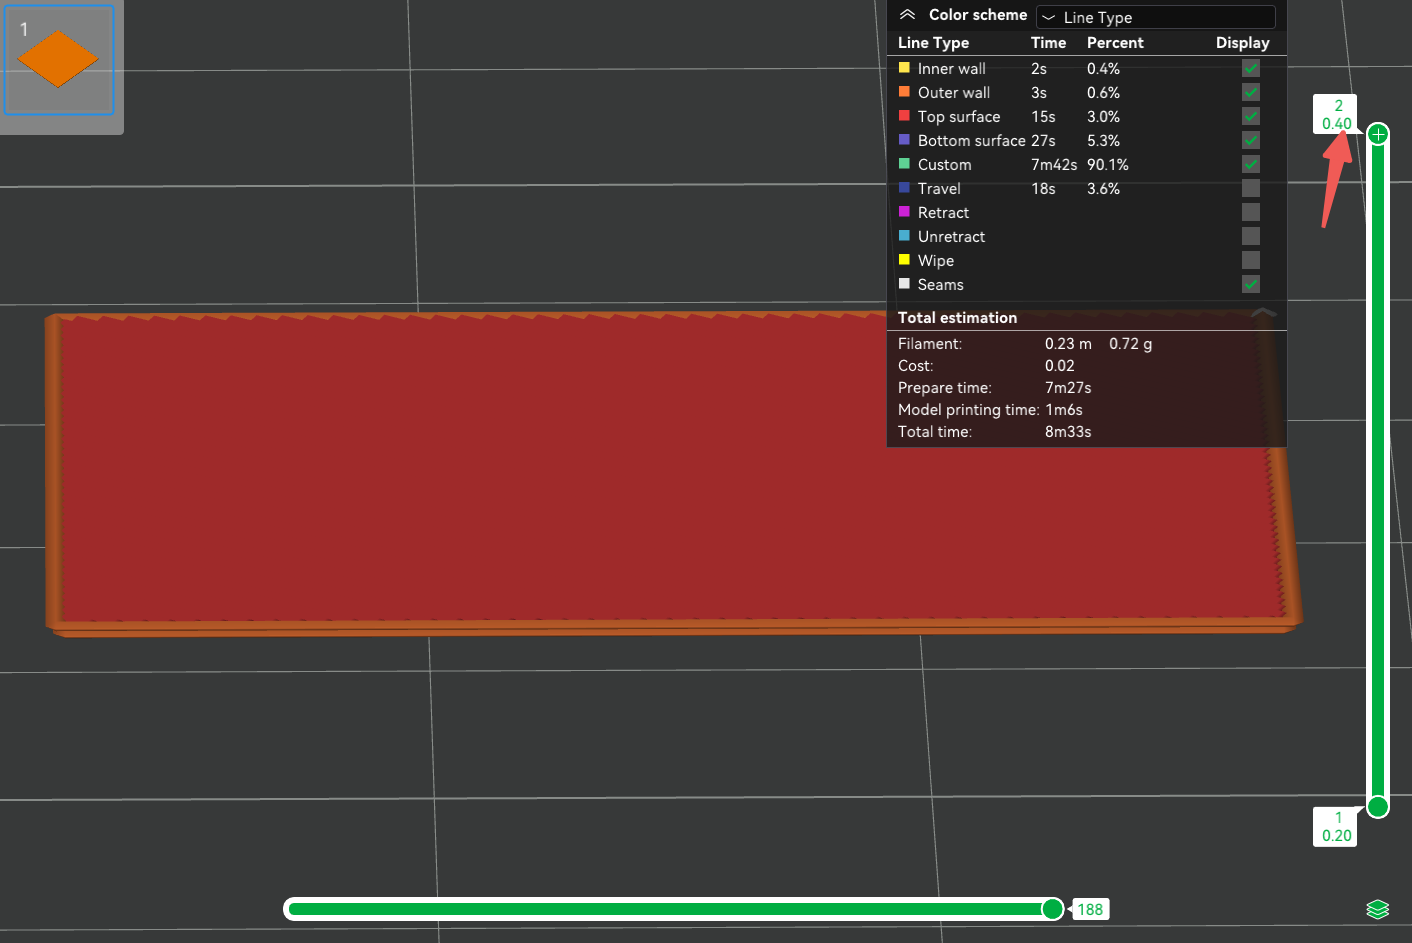 1
Color scheme Line Type
Line Type Time Percent Display
Inner wall 2s 0.4%
Outer wall 3s 0.6%
Top surface 15s 3.0%
Bottom surface 27s 5.3%
Custom 7m42s 90.1%
Travel 18s 3.6%
Retract
Unretract
Wipe
Seams
Total estimation
Filament: 0.23 m 0.72 g
Cost: 0.02
Prepare time: 7m27s
Model printing time: 1m6s
Total time: 8m33s
2
0.40
1
0.20
188